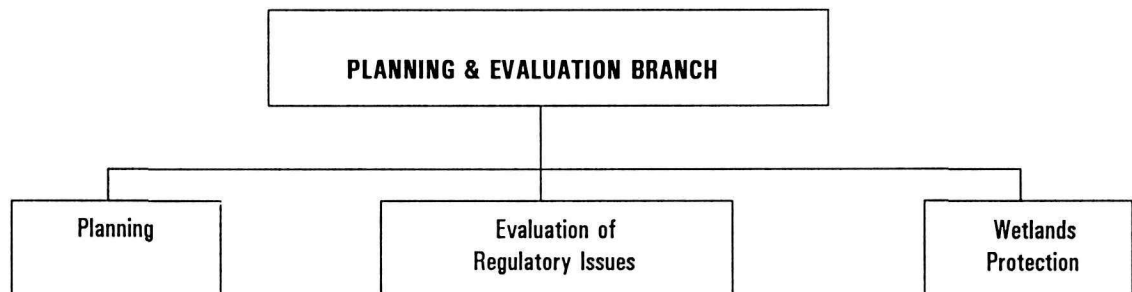 PLANNING & EVALUATION BRANCH
Planning
Evaluation of
Regulatory Issues
Wetlands
Protection